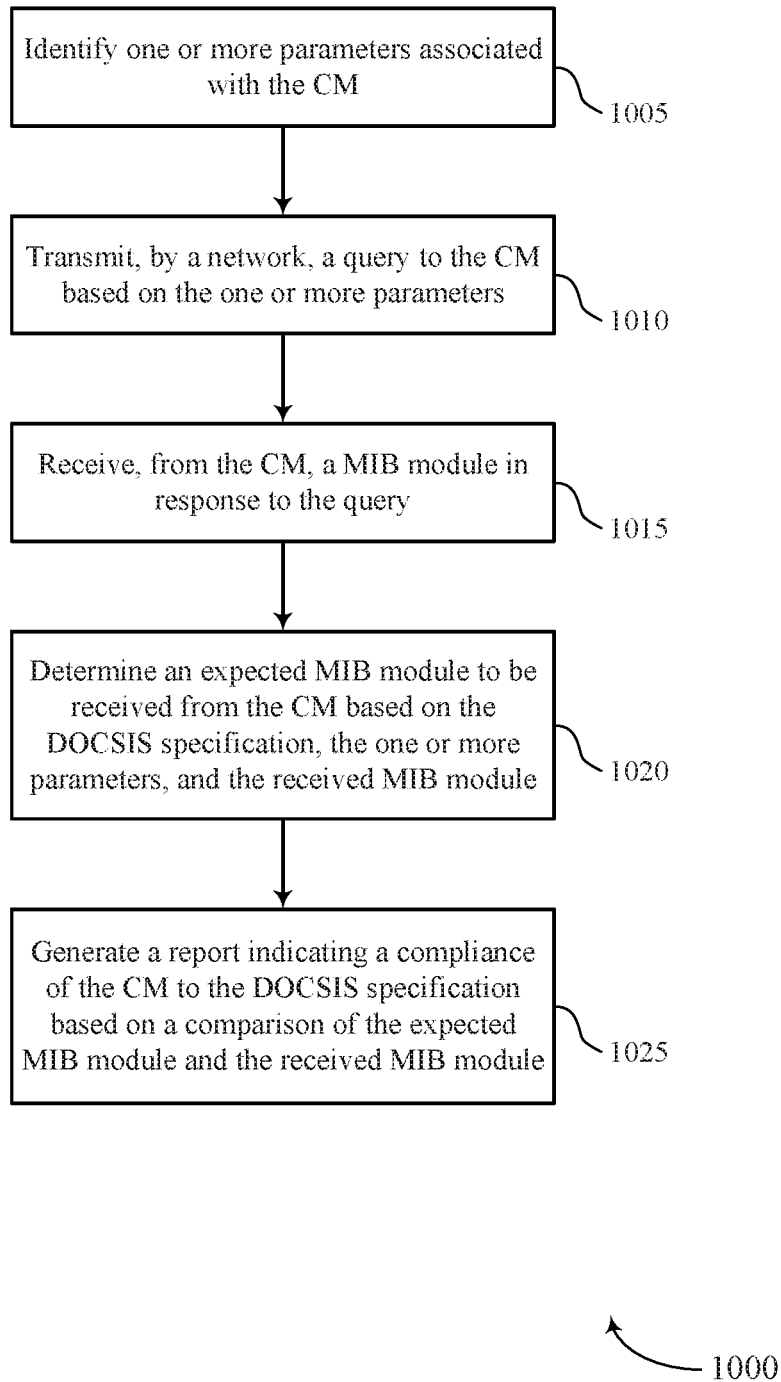 Identify one or more parameters associated
with the CM
1005
Transmit, by a network, a query to the CM
based on the one or more parameters
1010
Receive, from the CM, a MIB module in
response to the query
1015
Determine an expected MIB module to be
received from the CM based on the
DOCSIS specification, the one or more
parameters, and the received MIB module
1020
Generate a report indicating a compliance
of the CM to the DOCSIS specification
based on a comparison of the expected
MIB module and the received MIB module
1025
1000